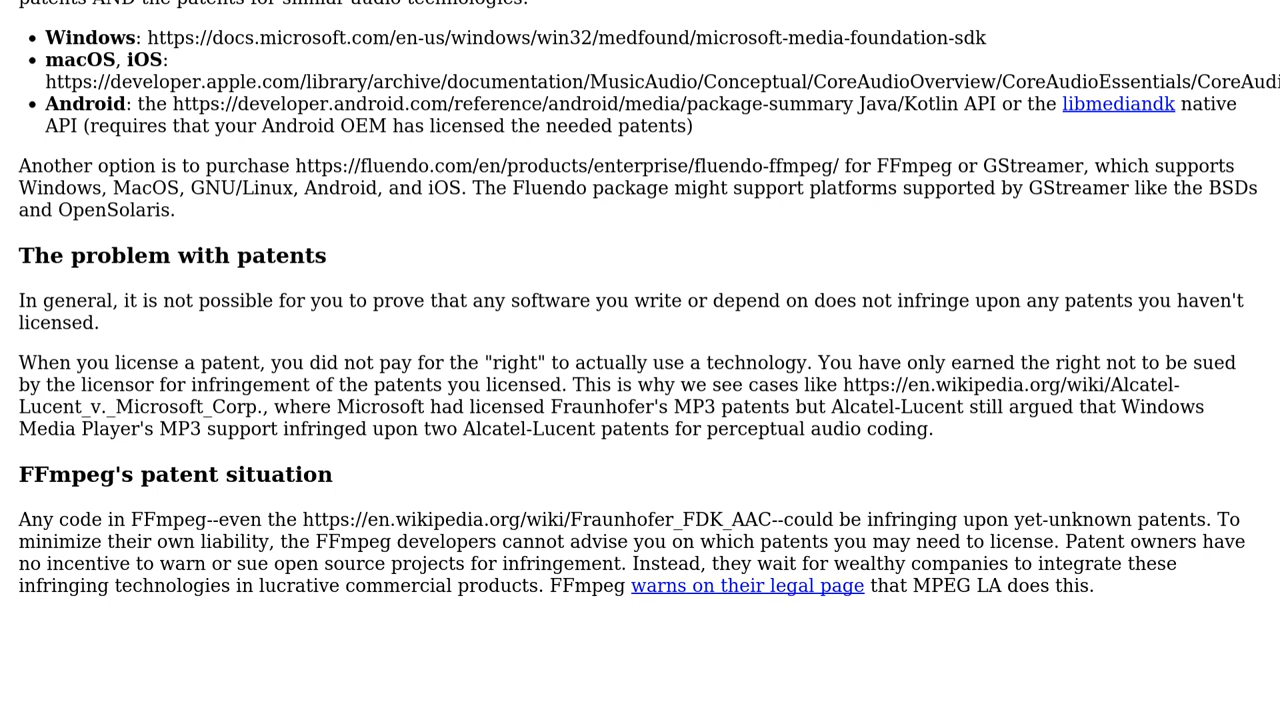 patents AND the patents for similar audio technologies.
• Windows: https://docs.microsoft.com/en-us/windows/win32/medfound/microsoft-media-foundation-sdk
• macOS, iOS:
https://developer.apple.com/library/archive/documentation/MusicAudio/Conceptual/CoreAudioOverview/CoreAudioEssentials/CoreAudi
• Android: the https://developer.android.com/reference/android/media/package-summary Java/Kotlin API or the libmediandk native
API (requires that your Android OEM has licensed the needed patents)
Another option is to purchase https://fluendo.com/en/products/enterprise/fluendo-ffmpeg/ for FFmpeg or GStreamer, which supports
Windows, MacOS, GNU/Linux, Android, and iOS. The Fluendo package might support platforms supported by GStreamer like the BSDs
and OpenSolaris.
The problem with patents
In general, it is not possible for you to prove that any software you write or depend on does not infringe upon any patents you haven't
licensed.
When you license a patent, you did not pay for the "right" to actually use a technology. You have only earned the right not to be sued
by the licensor for infringement of the patents you licensed. This is why we see cases like https://en.wikipedia.org/wiki/Alcatel-
Lucent_v._Microsoft_Corp., where Microsoft had licensed Fraunhofer's MP3 patents but Alcatel-Lucent still argued that Windows
Media Player's MP3 support infringed upon two Alcatel-Lucent patents for perceptual audio coding.
FFmpeg's patent situation
Any code in FFmpeg--even the https://en.wikipedia.org/wiki/Fraunhofer_FDK_AAC--could be infringing upon yet-unknown patents. To
minimize their own liability, the FFmpeg developers cannot advise you on which patents you may need to license. Patent owners have
no incentive to warn or sue open source projects for infringement. Instead, they wait for wealthy companies to integrate these
infringing technologies in lucrative commercial products. FFmpeg warns on their legal page that MPEG LA does this.